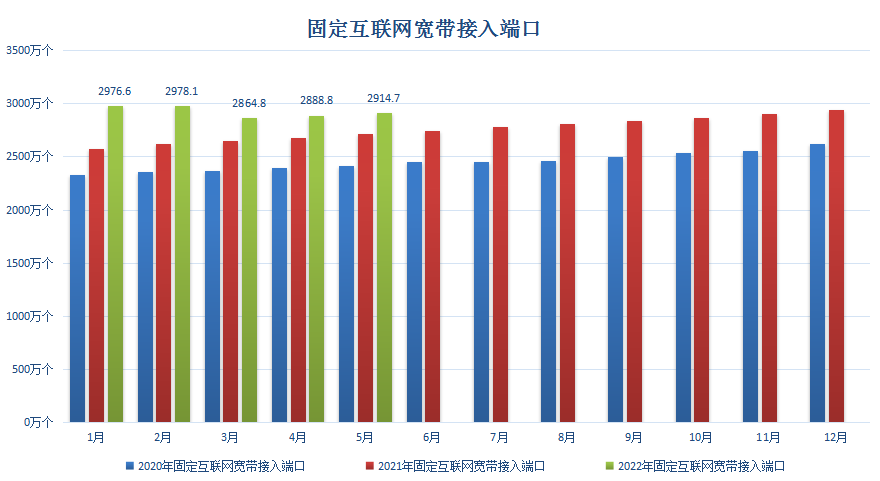 固定互联网宽带接入端口
3500万个
3000万个
2500万个
2000万个
1500万个
1000万个
500万个
0万个
2976.6
2978.1
2864.8
2888.8
2914.7
1月
2月
3月
4月
5月
6月
7月
8月
9月
10月
11月
12月
2020年固定互联网宽带接入端口
2021年固定互联网宽带接入端口
2022年固定互联网宽带接入端口